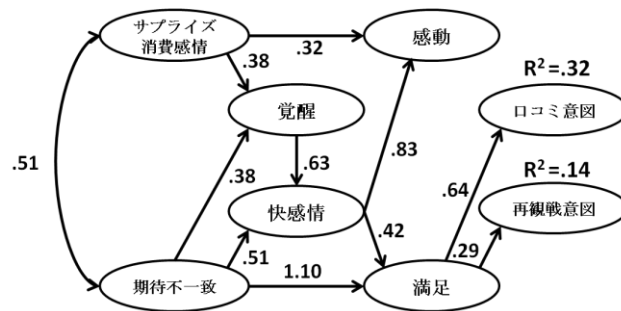 サプライズ
消費感情
.32
感動
.38
R²=.32
覚醒
口コミ意図
.51
.38
.63
.83
R²=.14
.64
快感情
再観戦意図
.51
.42
.29
期待不一致
1.10
満足